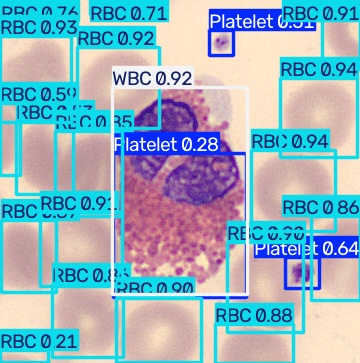 RBC 0.76
RBC 0.71
Platelet 0.51
RBC 0.91
RBC 0.93
RBC 0.92
WBC 0.92
RBC 0.94
RBC 0.59
RBC 0.85
Platelet 0.28
RBC 0.94
RBC 0.91
RBC 0.86
RBC 0.90
Platelet 0.64
RBC 0.90
RBC 0.88
RBC 0.21